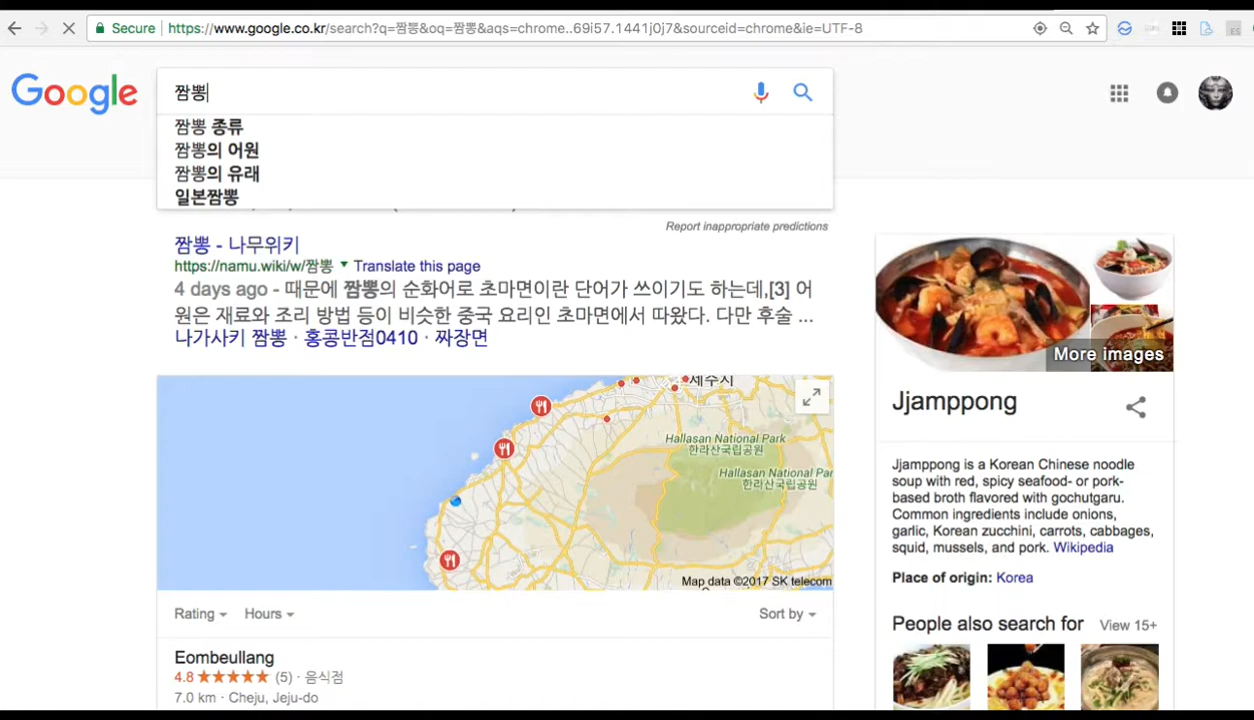 Secure
https://www.google.co.kr/search?q=짬뽕&oq=짬뽕&aqs=chrome..69i57.1441j0j7&sourceid=chrome&ie=UTF-8
Google
짬뽕
짬뽕 종류
짬뽕의 어원
짬뽕의 유래
일본짬뽕
Report inappropriate predictions
짬뽕 - 나무위키
https://namu.wiki/w/짬뽕 ▼ Translate this page
4 days ago - 때문에 짬뽕의 순화어로 초마면이란 단어가 쓰이기도 하는데,[3] 어
원은 재료와 조리 방법 등이 비슷한 중국 요리인 초마면에서 따왔다. 다만 후술 ...
나가사키 짬뽕 · 홍콩반점0410 · 짜장면
Hallasan National Park
한라산국립공원
Hallasan National Par
한라산국립공원
Map data ©2017 SK telecom
Rating
Hours
Sort by
Eombeullang
4.8 ★★★★★ (5) · 음식점
7.0 km · Cheju, Jeju-do
More images
Jjamppong
Jjamppong is a Korean Chinese noodle
soup with red, spicy seafood- or pork-
based broth flavored with gochutgaru.
Common ingredients include onions,
garlic, Korean zucchini, carrots, cabbages,
squid, mussels, and pork. Wikipedia
Place of origin: Korea
People also search for
View 15+